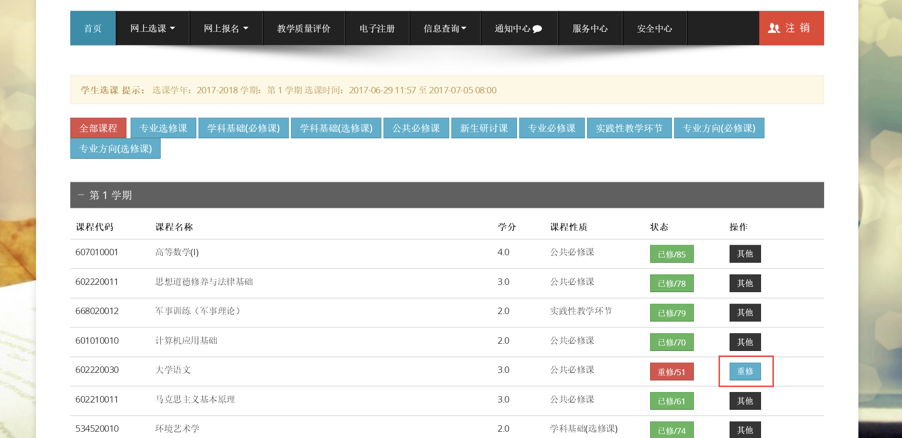 首页 网上选课 网上报名 教学质量评价 电子注册 信息查询 通知中心 服务中心 安全中心 注 销
学生选课 提示： 选课学年：2017-2018 学期：第 1 学期 选课时间：2017-06-29 11:57 至 2017-07-05 08:00
全部课程 专业选修课 学科基础(必修课) 学科基础(选修课) 公共必修课 新生研讨课 专业必修课 实践性教学环节 专业方向(必修课)
专业方向(选修课)
− 第 1 学期
课程代码 课程名称 学分 课程性质 状态 操作
607010001 高等数学(I) 4.0 公共必修课 已修/85 其他
602220011 思想道德修养与法律基础 3.0 公共必修课 已修/78 其他
668020012 军事训练（军事理论） 2.0 实践性教学环节 已修/79 其他
601010010 计算机应用基础 2.0 公共必修课 已修/70 其他
602220030 大学语文 3.0 公共必修课 重修/51 重修
602210011 马克思主义基本原理 3.0 公共必修课 已修/61 其他
534520010 环境艺术学 2.0 学科基础(选修课) 已修/74 其他